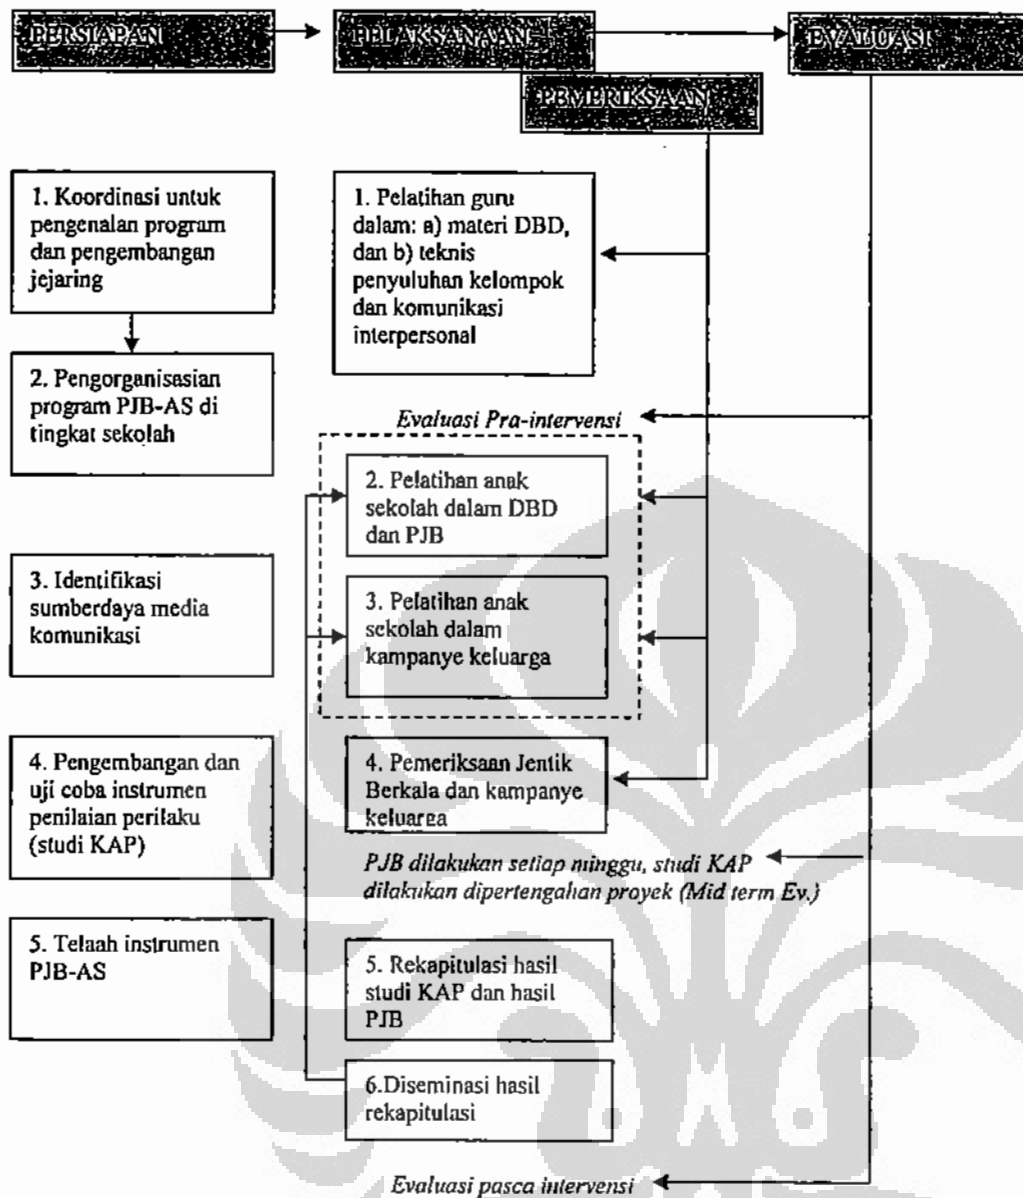 PERSIAPAN
PELAKSANAAN
EVALUASI
PEMERIKSAAN
1. Koordinasi untuk
pengenalan program
dan pengembangan
jejaring
2. Pengorganisasian
program PJB-AS di
tingkat sekolah
3. Identifikasi
sumberdaya media
komunikasi
4. Pengembangan dan
uji coba instrumen
penilaian perilaku
(studi KAP)
5. Telaah instrumen
PJB-AS
1. Pelatihan guru
dalam: a) materi DBD,
dan b) teknis
penyuluhan kelompok
dan komunikasi
interpersonal
Evaluasi Pra-intervensi
2. Pelatihan anak
sekolah dalam DBD
dan PJB
3. Pelatihan anak
sekolah dalam
kampanye keluarga
4. Pemeriksaan Jentik
Berkala dan kampanye
keluarga
PJB dilakukan setiap minggu, studi KAP
dilakukan dipertengahan proyek (Mid term Ev.)
5. Rekapitulasi hasil
studi KAP dan hasil
PJB
6.Diseminasi hasil
rekapitulasi
Evaluasi pasca intervensi